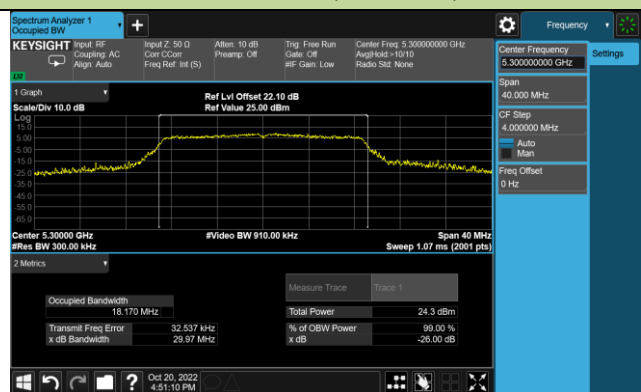 Spectrum Analyzer 1
Occupied BW
Frequency
KEYSIGHT
Input: RF
Coupling: AC
Align: Auto
Input Z: 50 Ω
Corr CCorr
Freq Ref: Int (S)
Atten: 10 dB
Preamp: Off
Trig: Free Run
Gate: Off
#IF Gain: Low
Center Freq: 5.300000000 GHz
Avg|Hold:>10/10
Radio Std: None
Center Frequency
5.300000000 GHz
Settings
Span
40.000 MHz
CF Step
4.000000 MHz
Auto
Man
Freq Offset
0 Hz
1 Graph
Scale/Div 10.0 dB
Ref Lvl Offset 22.10 dB
Ref Value 25.00 dBm
Log
15.0
5.00
-5.00
-15.0
-25.0
-35.0
-45.0
-55.0
-65.0
Center 5.30000 GHz
#Res BW 300.00 kHz
#Video BW 910.00 kHz
Span 40 MHz
Sweep 1.07 ms (2001 pts)
2 Metrics
Measure Trace
Trace 1
Occupied Bandwidth
18.170 MHz
Total Power
24.3 dBm
Transmit Freq Error
32.537 kHz
% of OBW Power
99.00 %
x dB Bandwidth
29.97 MHz
x dB
-26.00 dB
?
Oct 20, 2022
4:51:10 PM